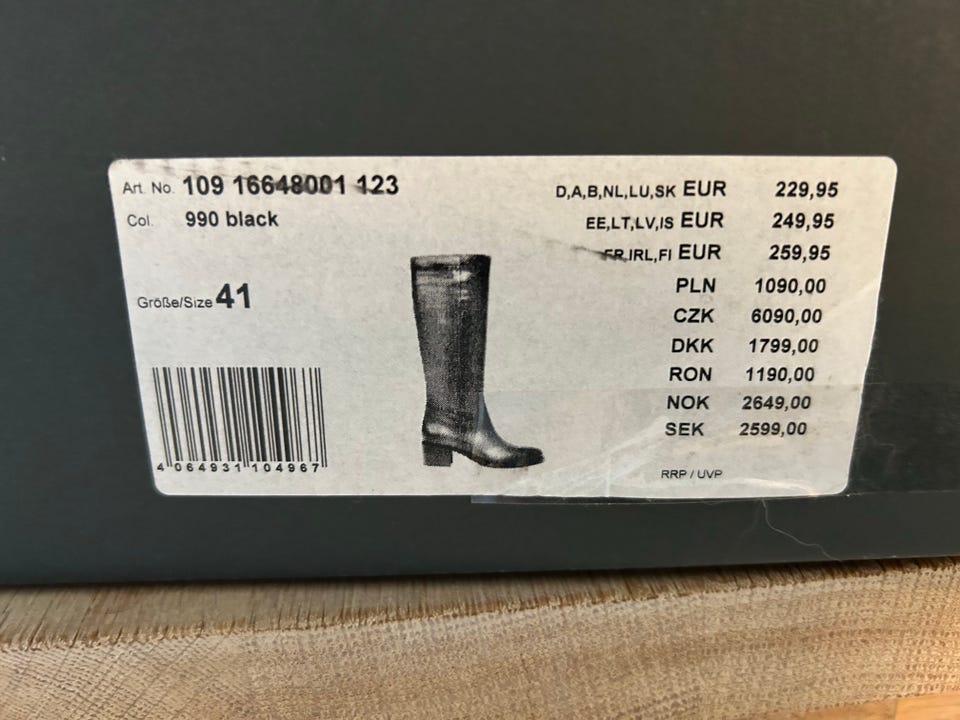 Art. No. 109 16648001 123
Col. 990 black
Größe/Size 41
4 064931 104967
D,A,B,NL,LU,SK EUR 229,95
EE,LT,LV,IS EUR 249,95
FR,IRL,FI EUR 259,95
PLN 1090,00
CZK 6090,00
DKK 1799,00
RON 1190,00
NOK 2649,00
SEK 2599,00
RRP / UVP